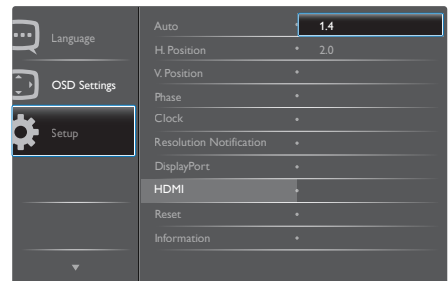 Language
OSD Settings
Setup
Auto
H. Position
V. Position
Phase
Clock
Resolution Notification
DisplayPort
HDMI
Reset
Information
1.4
2.0